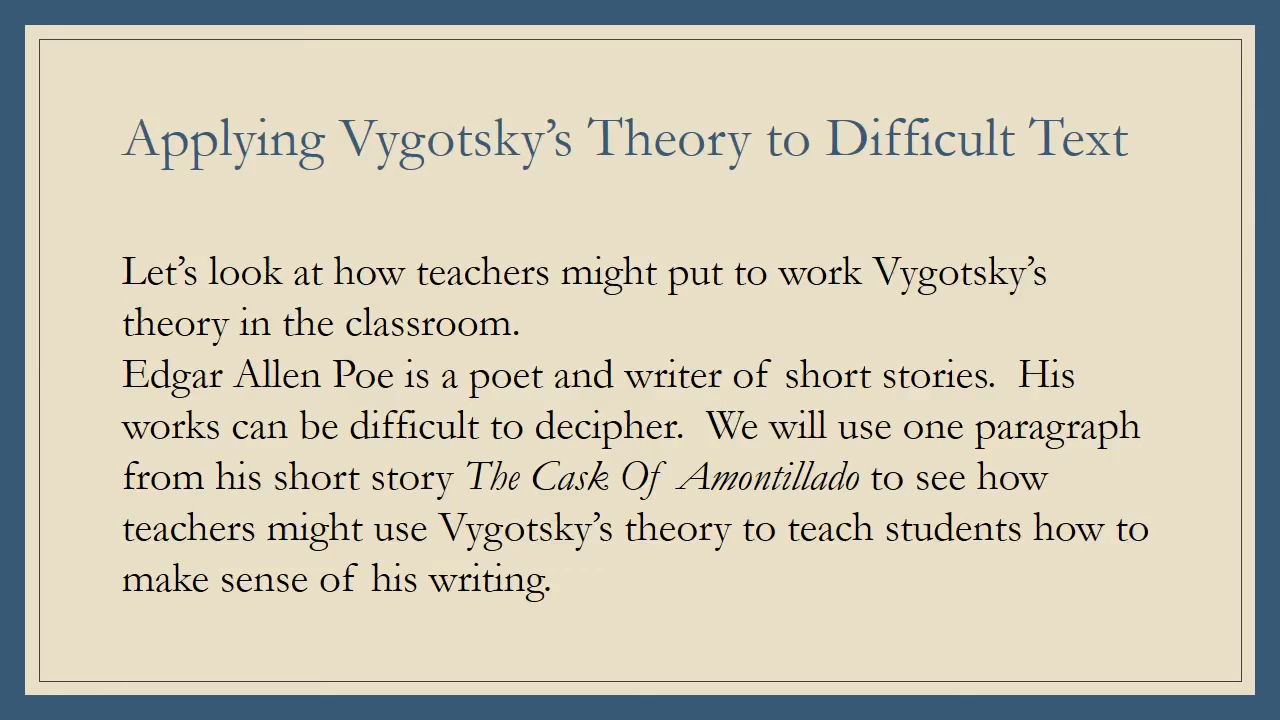 Applying Vygotsky’s Theory to Difficult Text
Let’s look at how teachers might put to work Vygotsky’s
theory in the classroom.
Edgar Allen Poe is a poet and writer of short stories.  His
works can be difficult to decipher.  We will use one paragraph
from his short story The Cask Of Amontillado to see how
teachers might use Vygotsky’s theory to teach students how to
make sense of his writing.